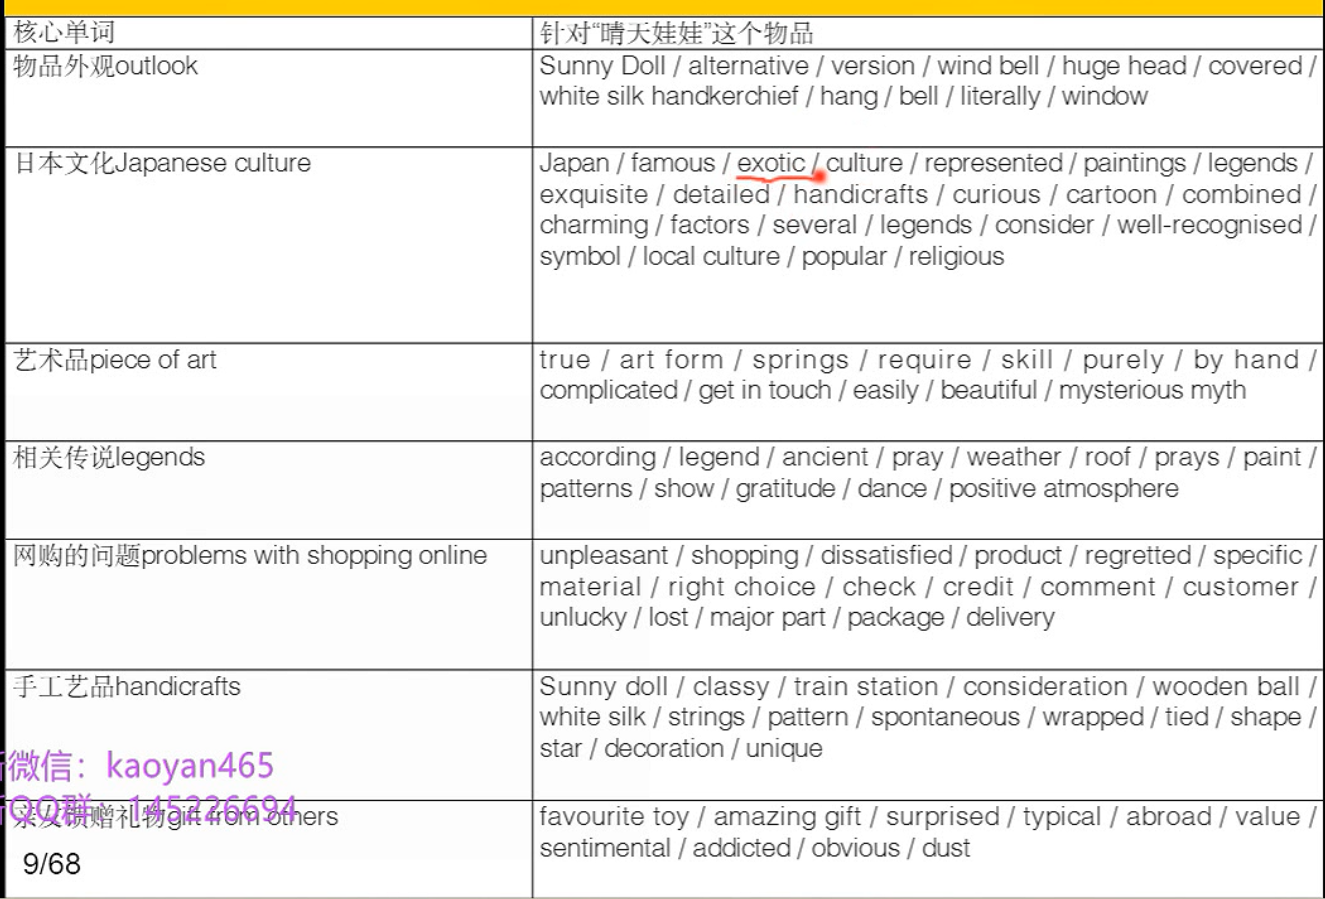 核心单词
针对“晴天娃娃”这个物品
物品外观outlook
Sunny Doll / alternative / version / wind bell / huge head / covered /
white silk handkerchief / hang / bell / literally / window
日本文化Japanese culture
Japan / famous / exotic / culture / represented / paintings / legends /
exquisite / detailed / handicrafts / curious / cartoon / combined /
charming / factors / several / legends / consider / well-recognised /
symbol / local culture / popular / religious
艺术品piece of art
true / art form / springs / require / skill / purely / by hand /
complicated / get in touch / easily / beautiful / mysterious myth
相关传说legends
according / legend / ancient / pray / weather / roof / prays / paint /
patterns / show / gratitude / dance / positive atmosphere
网购的问题problems with shopping online
unpleasant / shopping / dissatisfied / product / regretted / specific /
material / right choice / check / credit / comment / customer /
unlucky / lost / major part / package / delivery
手工艺品handicrafts
Sunny doll / classy / train station / consideration / wooden ball /
white silk / strings / pattern / spontaneous / wrapped / tied / shape /
star / decoration / unique
微信：kaoyan465
QQ群：145226694
亲友馈赠礼物gift from others
favourite toy / amazing gift / surprised / typical / abroad / value /
sentimental / addicted / obvious / dust
9/68